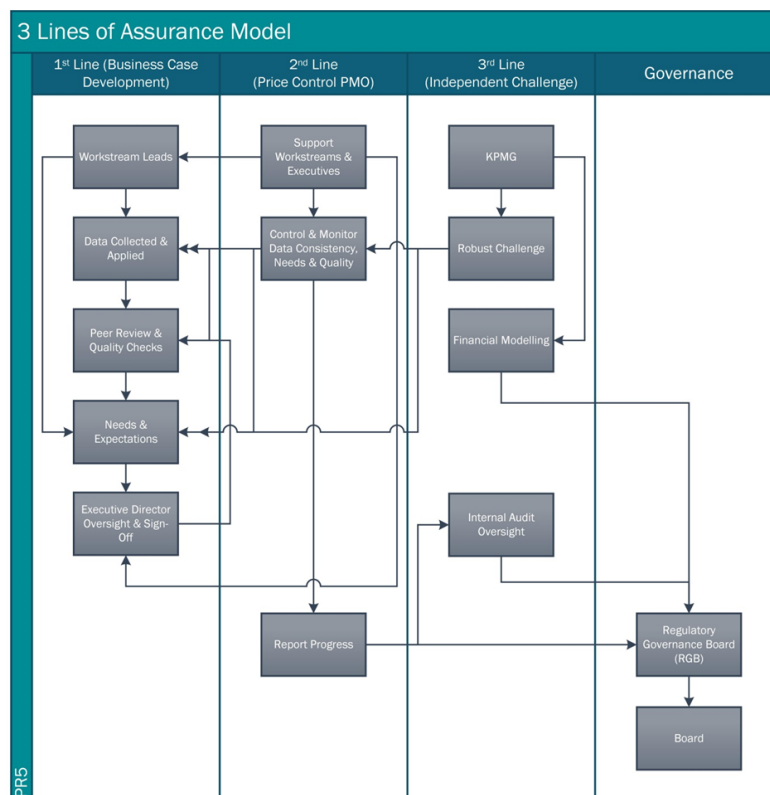 3 Lines of Assurance Model
1st Line (Business Case
Development)
2nd Line
(Price Control PMO)
3rd Line
(Independent Challenge)
Governance
Workstream Leads
Support
Workstreams &
Executives
KPMG
Data Collected &
Applied
Control & Monitor
Data Consistency,
Needs & Quality
Robust Challenge
Peer Review &
Quality Checks
Financial Modelling
Needs &
Expectations
Executive Director
Oversight & Sign-
Off
Internal Audit
Oversight
Report Progress
Regulatory
Governance Board
(RGB)
Board
PR5